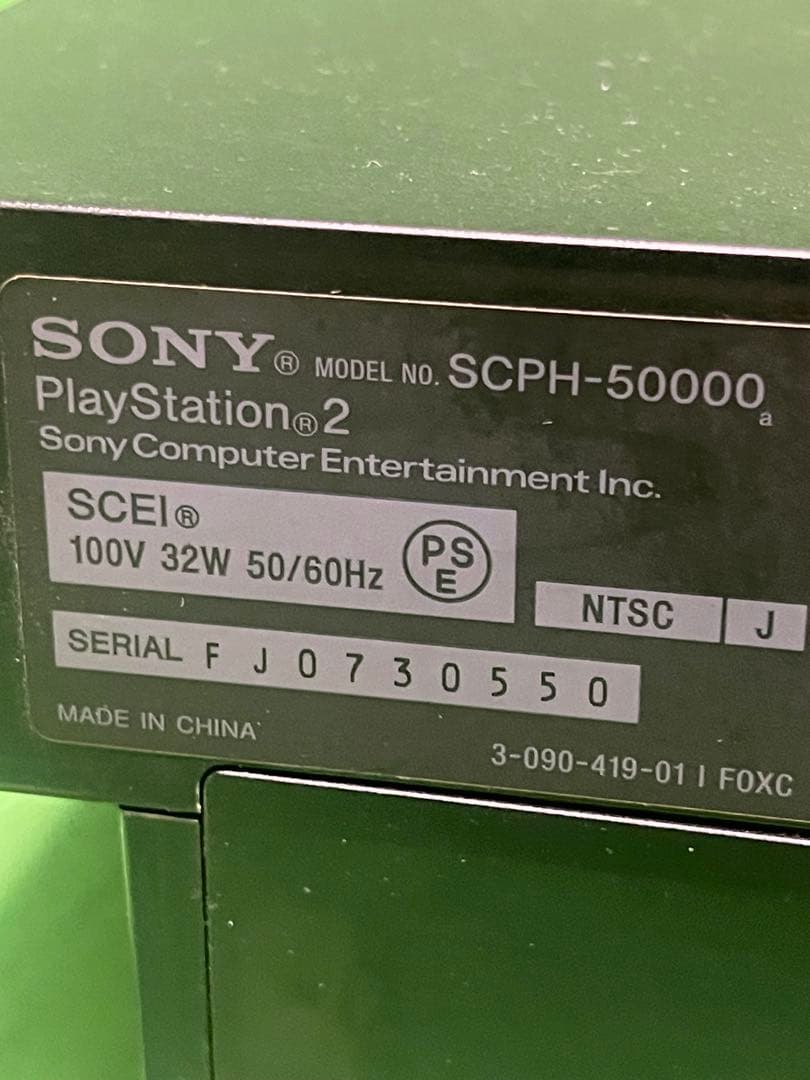 SONY® MODEL NO. SCPH-50000 a
PlayStation®2
Sony Computer Entertainment Inc.
SCEI®
100V 32W 50/60Hz
PSE
NTSC J
SERIAL F J 0 7 3 0 5 5 0
MADE IN CHINA
3-090-419-01 I FOXC